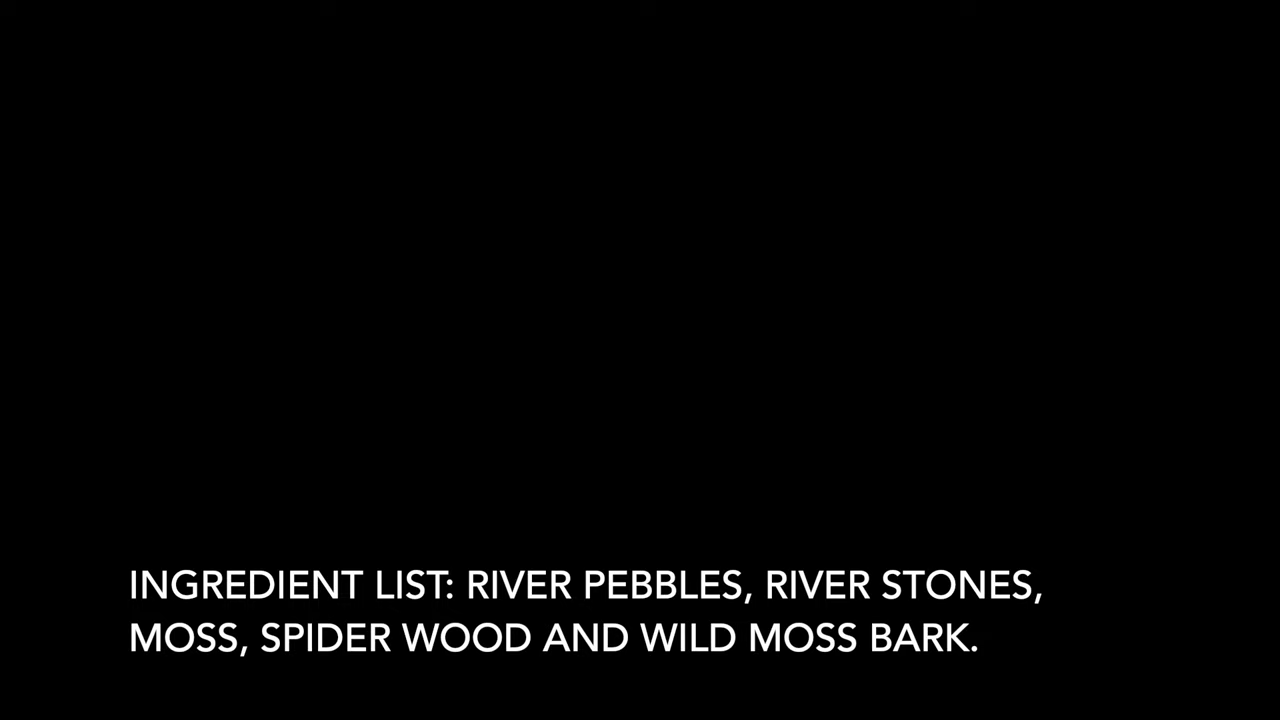 INGREDIENT LIST: RIVER PEBBLES, RIVER STONES,
MOSS, SPIDER WOOD AND WILD MOSS BARK.